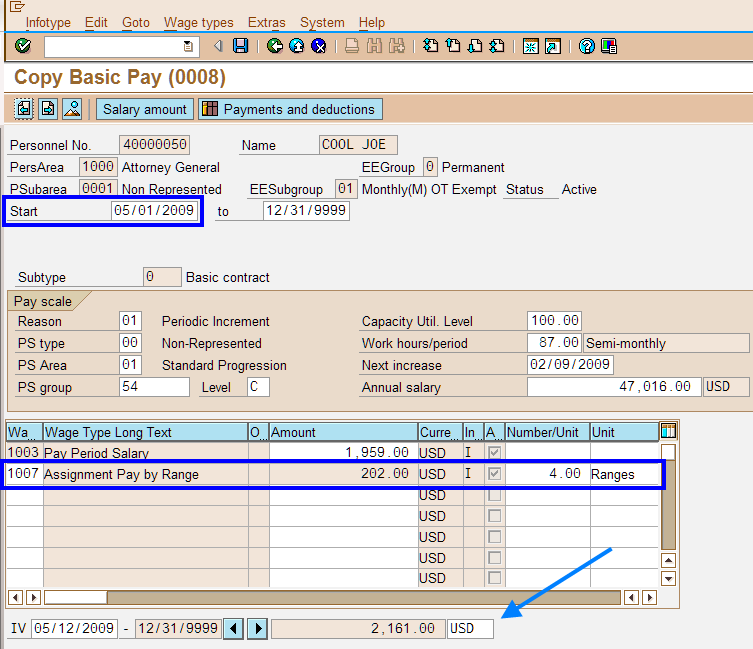 Infotype Edit Goto Wage types Extras System Help
Copy Basic Pay (0008)
Salary amount Payments and deductions
Personnel No. 40000050 Name COOL JOE
PersArea 1000 Attorney General EEGroup 0 Permanent
PSubarea 0001 Non Represented EESubgroup 01 Monthly(M) OT Exempt Status Active
Start 05/01/2009 to 12/31/9999
Subtype 0 Basic contract
Pay scale
Reason 01 Periodic Increment Capacity Util. Level 100.00
PS type 00 Non-Represented Work hours/period 87.00 Semi-monthly
PS Area 01 Standard Progression Next increase 02/09/2009
PS group 54 Level C Annual salary 47,016.00 USD
Wa... Wage Type Long Text O... Amount Curre... In... A... Number/Unit Unit
1003 Pay Period Salary 1,959.00 USD I
1007 Assignment Pay by Range 202.00 USD I 4.00 Ranges
USD
USD
USD
USD
USD
IV 05/12/2009 - 12/31/9999 2,161.00 USD